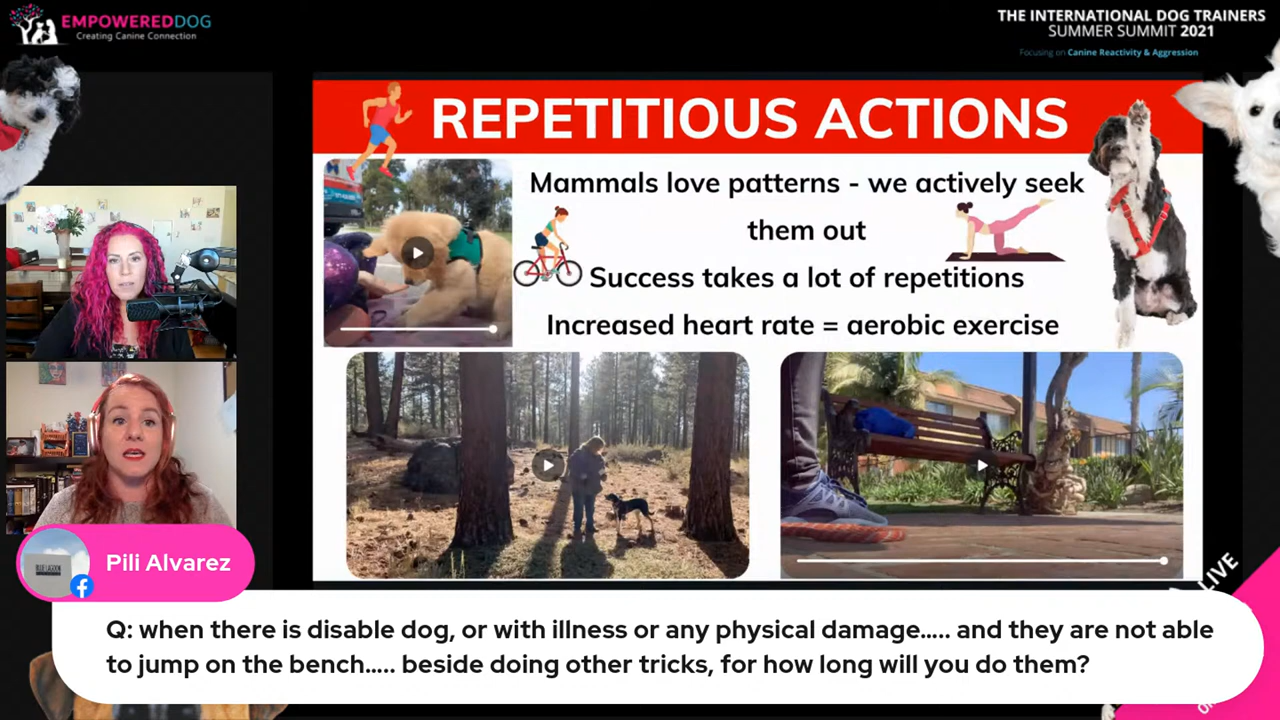 EMPOWEREDDOG
Creating Canine Connection
THE INTERNATIONAL DOG TRAINERS
SUMMER SUMMIT 2021
Focusing on Canine Reactivity & Aggression
REPETITIOUS ACTIONS
Mammals love patterns - we actively seek
them out
Success takes a lot of repetitions
Increased heart rate = aerobic exercise
LIVE
Pili Alvarez
Q: when there is disable dog, or with illness or any physical damage..... and they are not able
to jump on the bench..... beside doing other tricks, for how long will you do them?